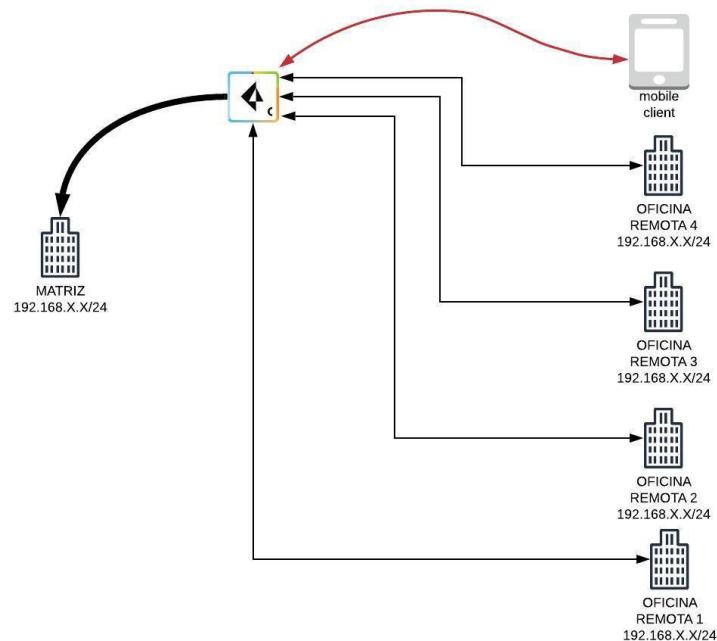 mobile
client
OFICINA
REMOTA 4
192.168.X.X/24
MATRIZ
192.168.X.X/24
OFICINA
REMOTA 3
192.168.X.X/24
OFICINA
REMOTA 2
192.168.X.X/24
OFICINA
REMOTA 1
192.168.X.X/24